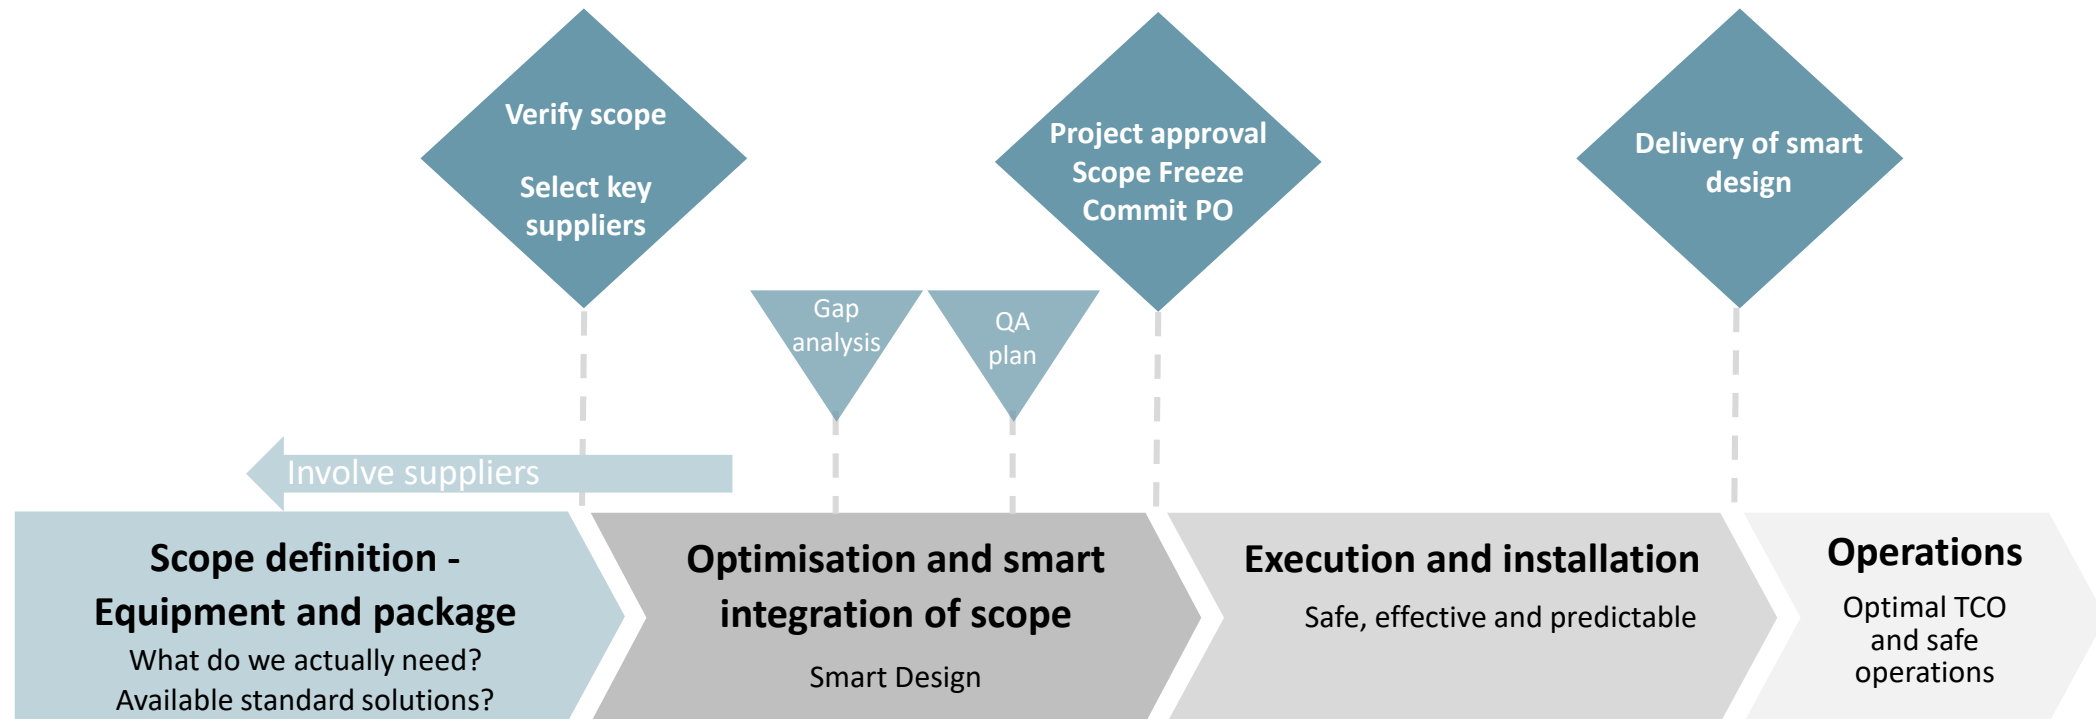 Verify scope
Select key
suppliers
Project approval
Scope Freeze
Commit PO
Delivery of smart
design
Gap
analysis
QA
plan
Involve suppliers
Scope definition -
Equipment and package
What do we actually need?
Available standard solutions?
Optimisation and smart
integration of scope
Smart Design
Execution and installation
Safe, effective and predictable
Operations
Optimal TCO
and safe
operations